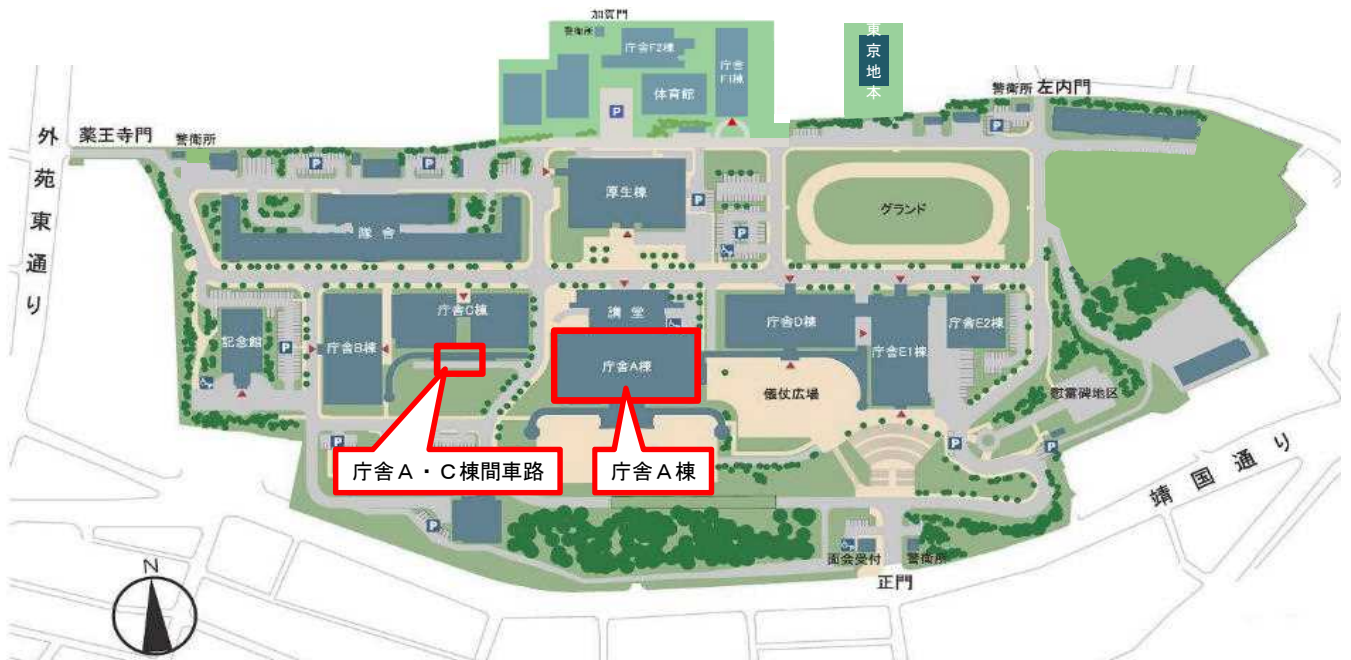 加賀門
警衛所
庁舎F2棟
庁舎
F1棟
体育館
P
東京地本
警衛所 左内門
P
外苑東通り
薬王寺門
警衛所
P
P
厚生棟
P
P
グランド
隊舎
庁舎C棟
講堂
庁舎D棟
庁舎E2棟
記念館
P
庁舎B棟
庁舎A棟
庁舎E1棟
儀仗広場
慰霊碑地区
P
P
P
庁舎A・C棟間車路
庁舎A棟
靖国通り
P
面会受付
警衛所
正門
N